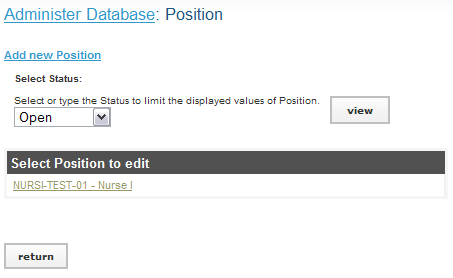 Administer Database: Position
Add new Position
Select Status:
Select or type the Status to limit the displayed values of Position.
Open
view
Select Position to edit
NURSI-TEST-01 - Nurse I
return